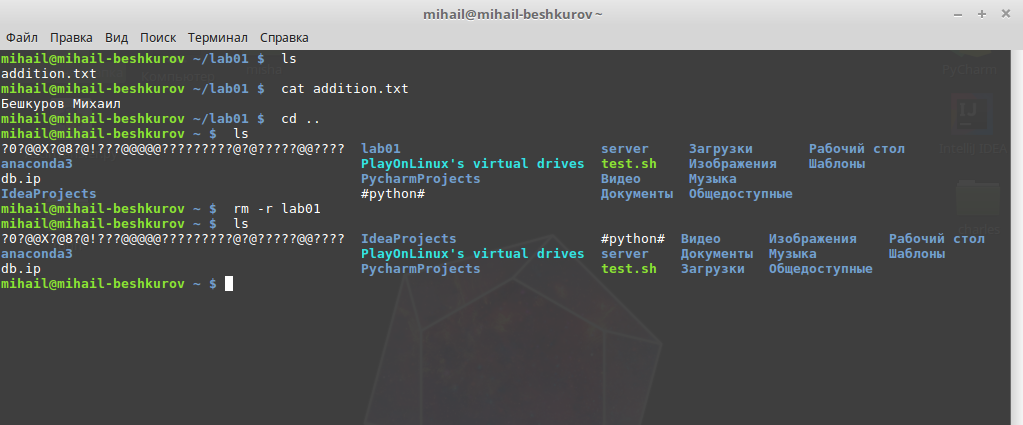 mihail@mihail-beshkurov ~
Файл Правка Вид Поиск Терминал Справка
mihail@mihail-beshkurov ~/lab01 $ ls
addition.txt
mihail@mihail-beshkurov ~/lab01 $ cat addition.txt
Бешкуров Михаил
mihail@mihail-beshkurov ~/lab01 $ cd ..
mihail@mihail-beshkurov ~ $ ls
?0?@@X?@8?@!????@@@@@?????????@?@?????@@???? lab01 server Загрузки Рабочий стол
anaconda3 PlayOnLinux's virtual drives test.sh Изображения Шаблоны
db.ip PycharmProjects Видео Музыка
IdeaProjects #python# Документы Общедоступные
mihail@mihail-beshkurov ~ $ rm -r lab01
mihail@mihail-beshkurov ~ $ ls
?0?@@X?@8?@!????@@@@@?????????@?@?????@@???? IdeaProjects #python# Видео Изображения Рабочий стол
anaconda3 PlayOnLinux's virtual drives server Документы Музыка Шаблоны
db.ip PycharmProjects test.sh Загрузки Общедоступные
mihail@mihail-beshkurov ~ $
PyCharm
IntelliJ IDEA
charles